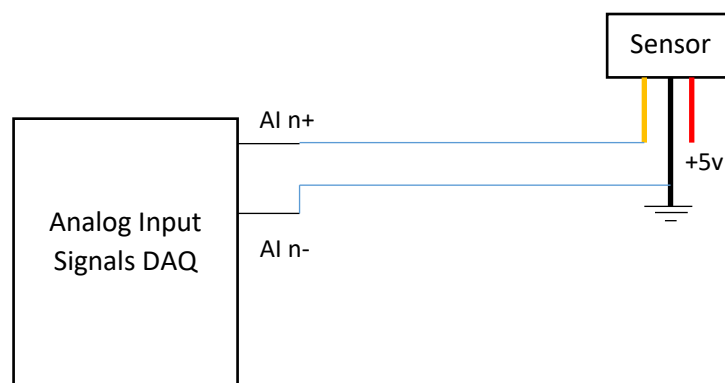 Sensor
AI n+
+5v
Analog Input
Signals DAQ
AI n-